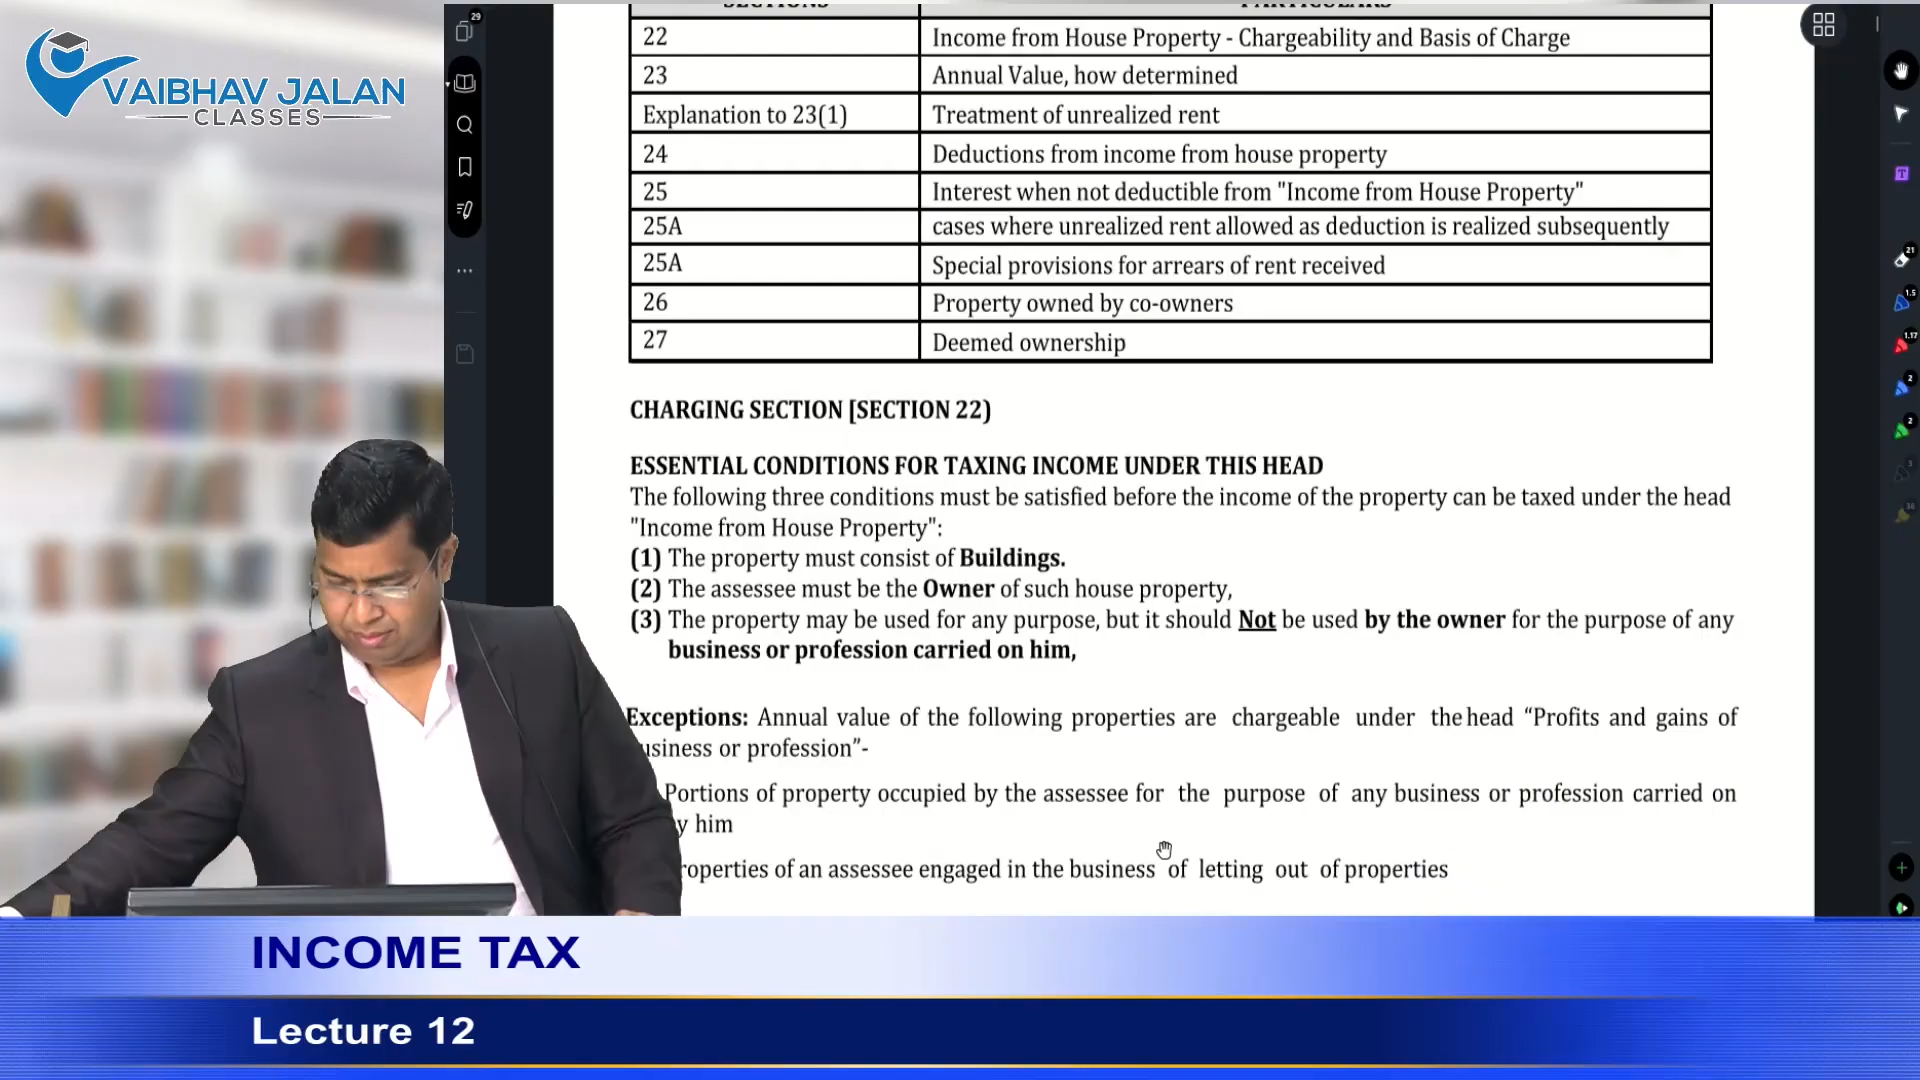 VAIBHAV JALAN
CLASSES
29
22 Income from House Property - Chargeability and Basis of Charge
23 Annual Value, how determined
Explanation to 23(1) Treatment of unrealized rent
24 Deductions from income from house property
25 Interest when not deductible from "Income from House Property"
25A cases where unrealized rent allowed as deduction is realized subsequently
25A Special provisions for arrears of rent received
26 Property owned by co-owners
27 Deemed ownership
CHARGING SECTION [SECTION 22)
ESSENTIAL CONDITIONS FOR TAXING INCOME UNDER THIS HEAD
The following three conditions must be satisfied before the income of the property can be taxed under the head
"Income from House Property":
(1) The property must consist of Buildings.
(2) The assessee must be the Owner of such house property,
(3) The property may be used for any purpose, but it should Not be used by the owner for the purpose of any
business or profession carried on him,
Exceptions: Annual value of the following properties are chargeable under the head “Profits and gains of
usiness or profession”-
Portions of property occupied by the assessee for the purpose of any business or profession carried on
y him
roperties of an assessee engaged in the business of letting out of properties
21
1.5
1.17
2
2
INCOME TAX
Lecture 12